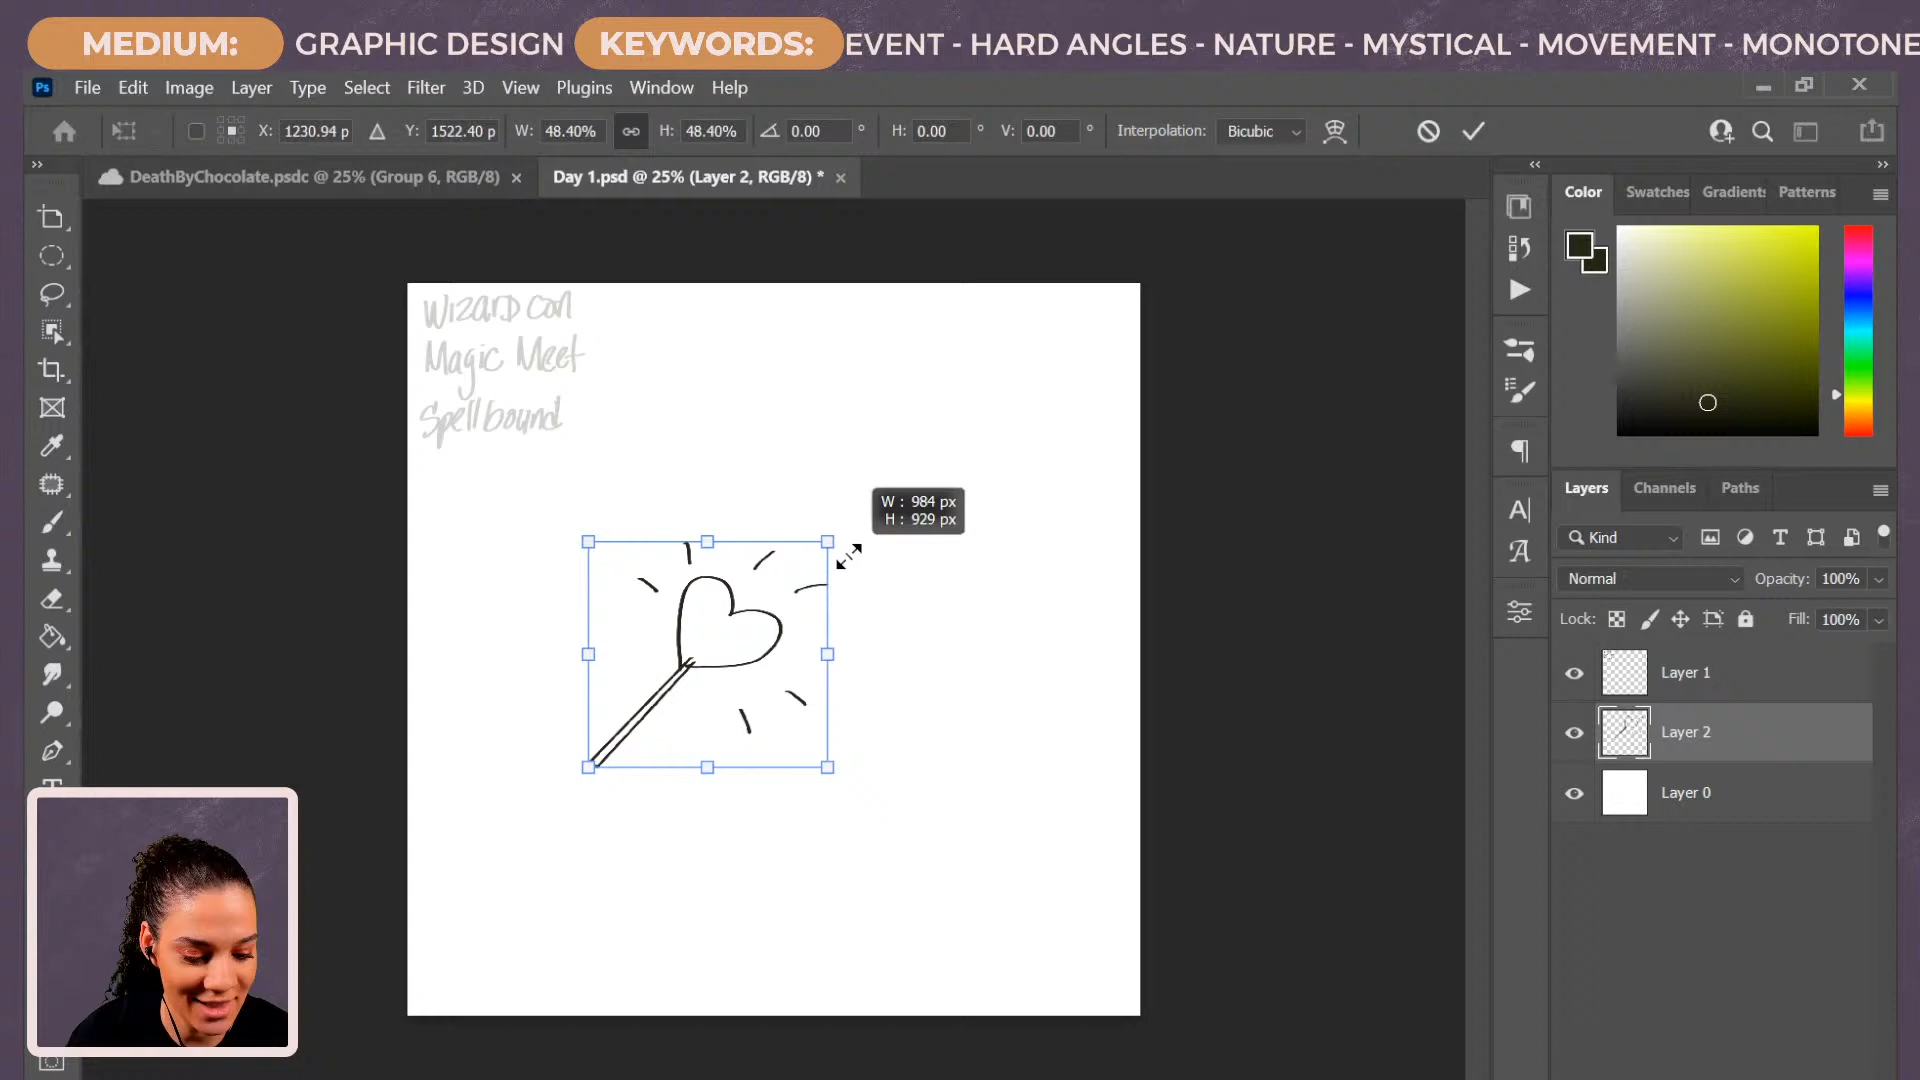 MEDIUM: GRAPHIC DESIGN KEYWORDS: EVENT - HARD ANGLES - NATURE - MYSTICAL - MOVEMENT - MONOTONE
Ps File Edit Image Layer Type Select Filter 3D View Plugins Window Help
X: 1230.94 p Y: 1522.40 p W: 48.40% H: 48.40% 0.00 ° H: 0.00 ° V: 0.00 ° Interpolation: Bicubic
DeathByChocolate.psdc @ 25% (Group 6, RGB/8) × Day 1.psd @ 25% (Layer 2, RGB/8) * ×
Color Swatches Gradients Patterns
Wizard Con
Magic Meet
Spellbound
W : 984 px
H : 929 px
Layers Channels Paths
Kind
Normal Opacity: 100%
Lock: Fill: 100%
Layer 1
Layer 2
Layer 0